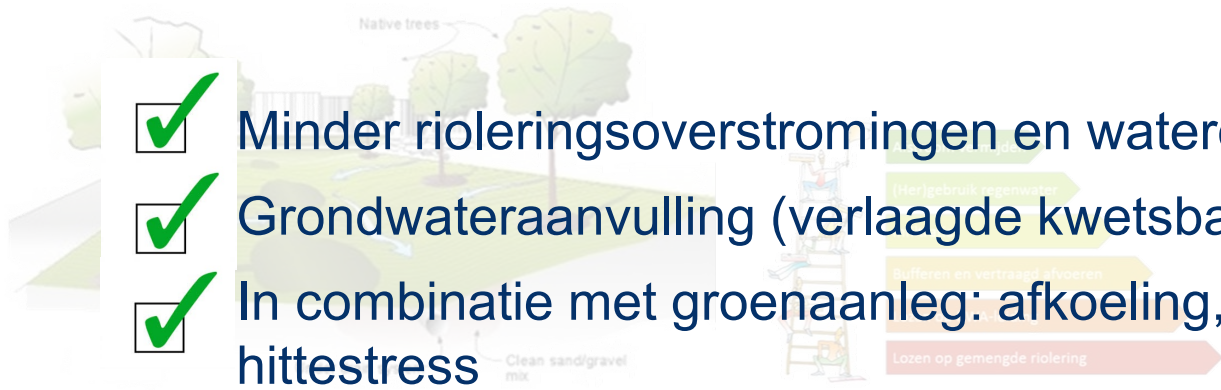 Native trees
Minder rioleringsoverstromingen en water
(Her)gebruik regenwater
Grondwateraanvulling (verlaagde kwetsba
Bufferen en vertraagd afvoeren
In combinatie met groenaanleg: afkoeling,
hittestress
Clean sand/gravel
mix
Lozen op gemengde riolering